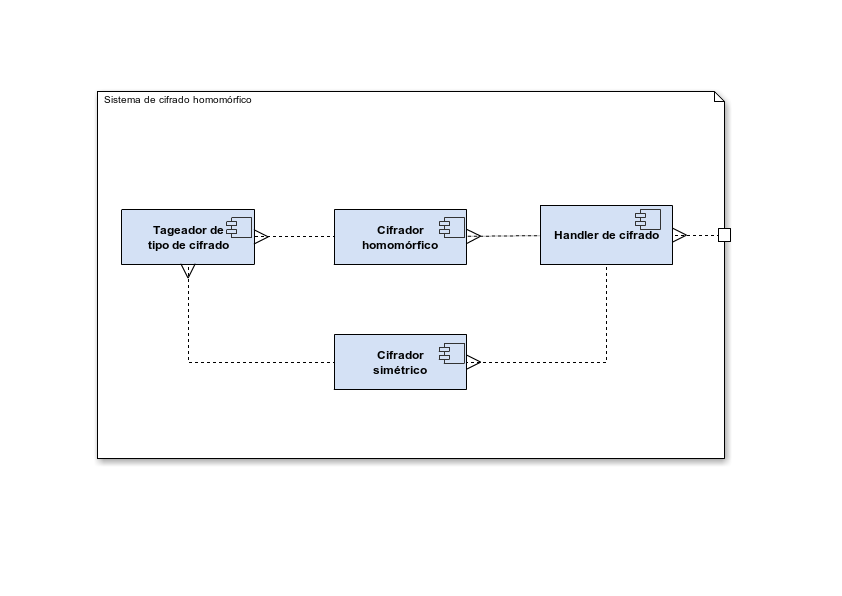 Sistema de cifrado homomórfico
Tageador de
tipo de cifrado
Cifrador
homomórfico
Handler de cifrado
Cifrador
simétrico